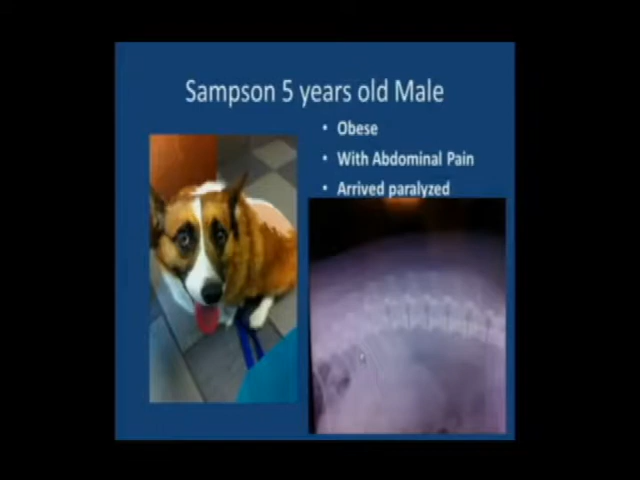 Sampson 5 years old Male
• Obese
• With Abdominal Pain
• Arrived paralyzed